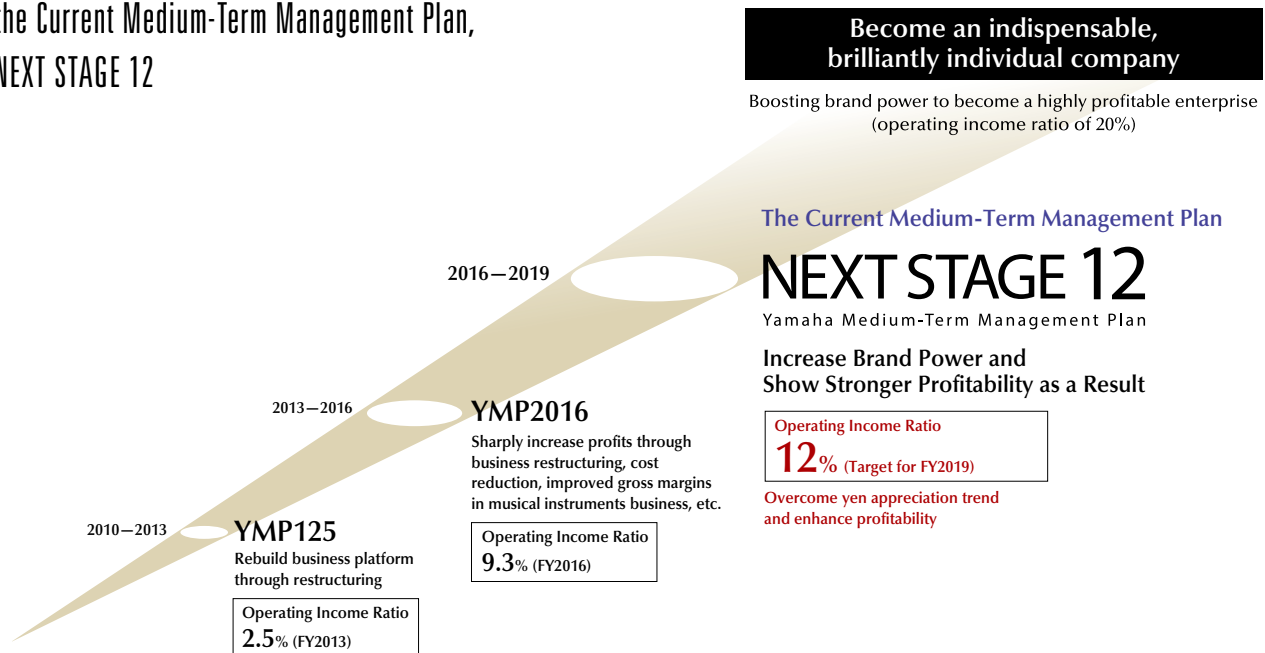 the Current Medium-Term Management Plan,
NEXT STAGE 12
Become an indispensable,
brilliantly individual company
Boosting brand power to become a highly profitable enterprise
(operating income ratio of 20%)
The Current Medium-Term Management Plan
NEXT STAGE 12
Yamaha Medium-Term Management Plan
Increase Brand Power and
Show Stronger Profitability as a Result
Operating Income Ratio
12% (Target for FY2019)
Overcome yen appreciation trend
and enhance profitability
2016—2019
2013—2016
YMP2016
Sharply increase profits through
business restructuring, cost
reduction, improved gross margins
in musical instruments business, etc.
Operating Income Ratio
9.3% (FY2016)
2010—2013
YMP125
Rebuild business platform
through restructuring
Operating Income Ratio
2.5% (FY2013)